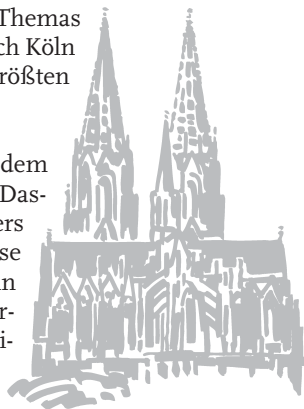 Themas
ch Köln
rößten
dem
Das-
ers
se
n
r-
i-